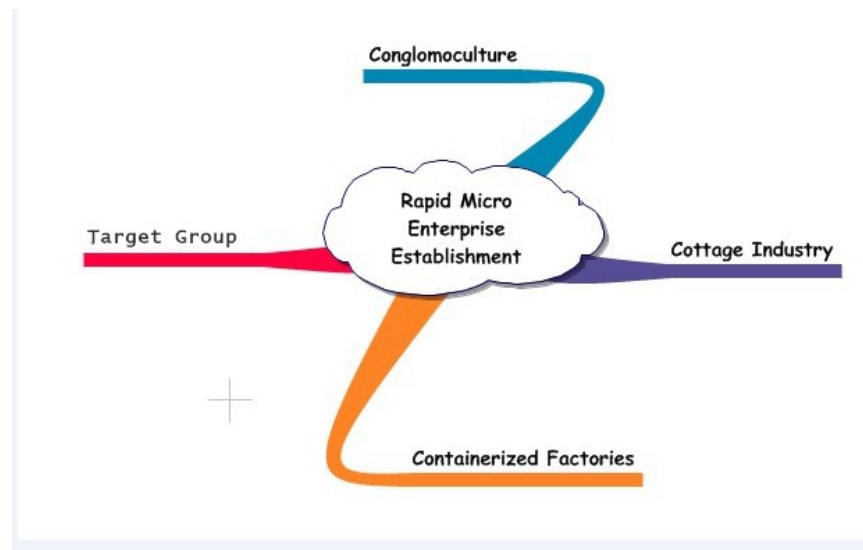 Conglomoculture
Rapid Micro
Enterprise
Establishment
Target Group
Cottage Industry
Containerized Factories